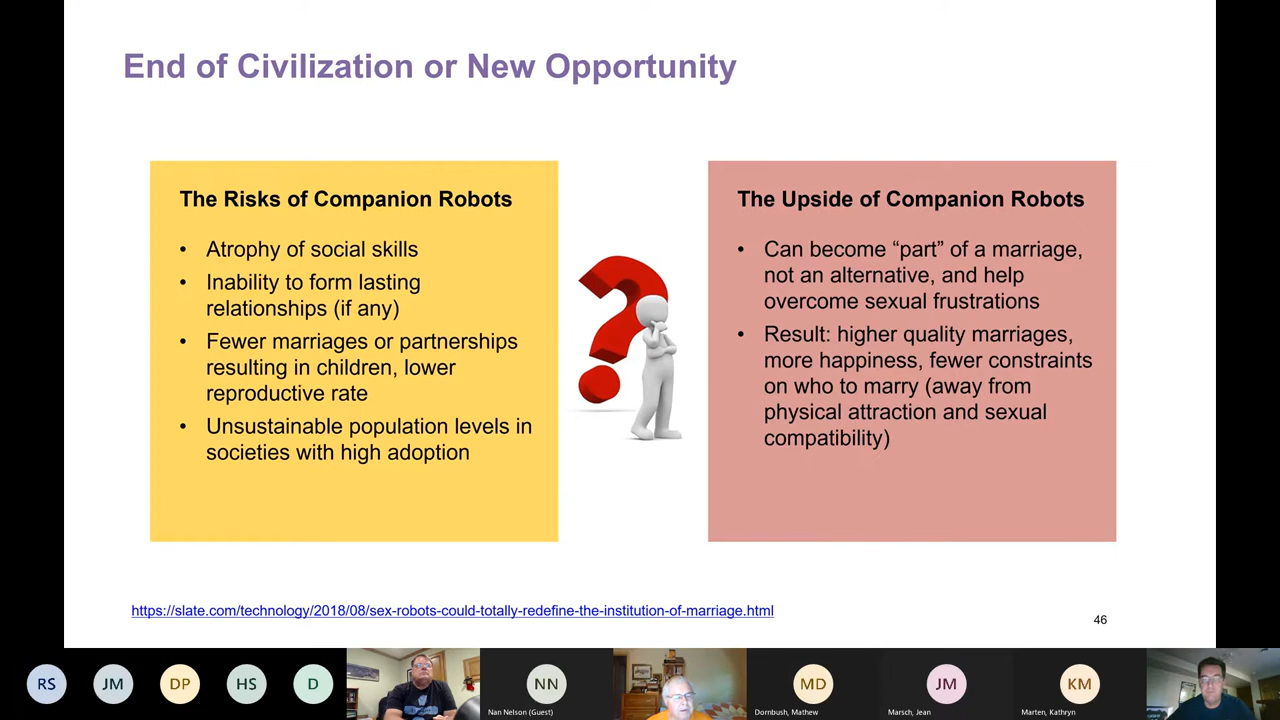 End of Civilization or New Opportunity
The Risks of Companion Robots
• Atrophy of social skills
• Inability to form lasting
relationships (if any)
• Fewer marriages or partnerships
resulting in children, lower
reproductive rate
• Unsustainable population levels in
societies with high adoption
The Upside of Companion Robots
• Can become “part” of a marriage,
not an alternative, and help
overcome sexual frustrations
• Result: higher quality marriages,
more happiness, fewer constraints
on who to marry (away from
physical attraction and sexual
compatibility)
https://slate.com/technology/2018/08/sex-robots-could-totally-redefine-the-institution-of-marriage.html
46
RS
JM
DP
HS
D
NN
Nan Nelson (Guest)
MD
Dornbush, Mathew
JM
Marsch, Jean
KM
Marten, Kathryn